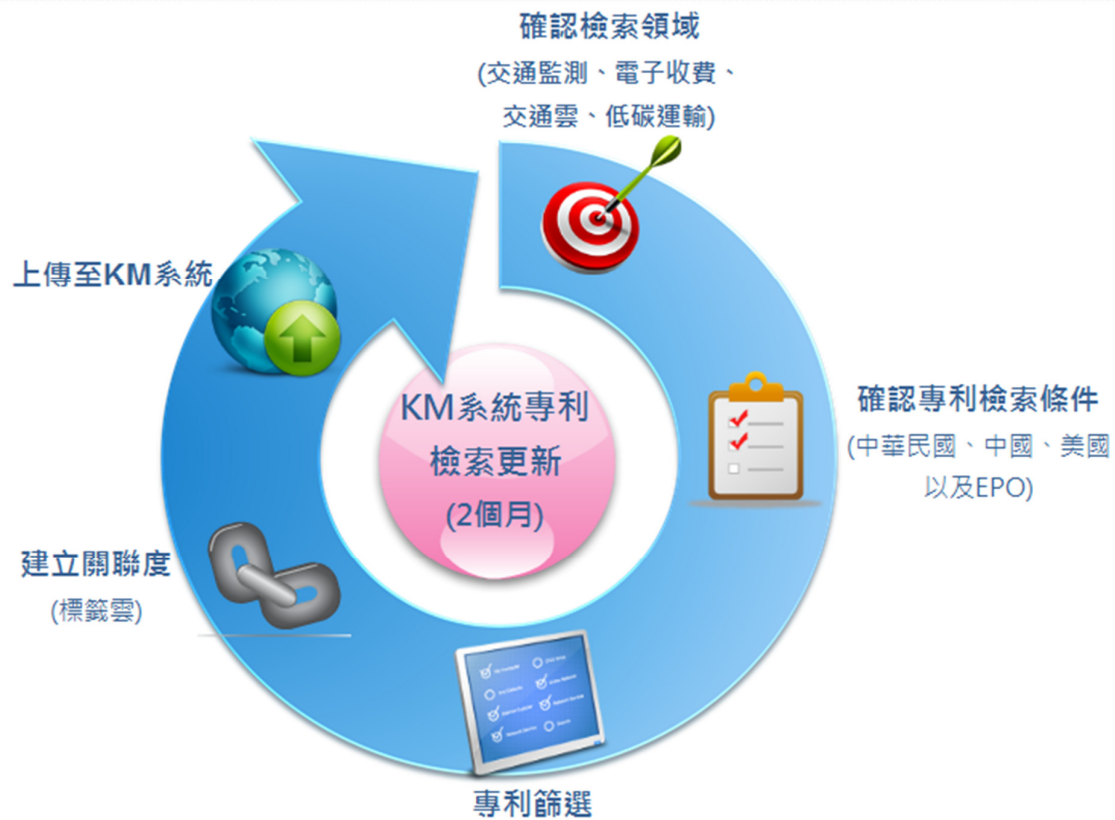 確認檢索領域
(交通監測、電子收費、
交通雲、低碳運輸)
上傳至KM系統
KM系統專利
檢索更新
(2個月)
確認專利檢索條件
(中華民國、中國、美國
以及EPO)
建立關聯度
(標籤雲)
專利篩選